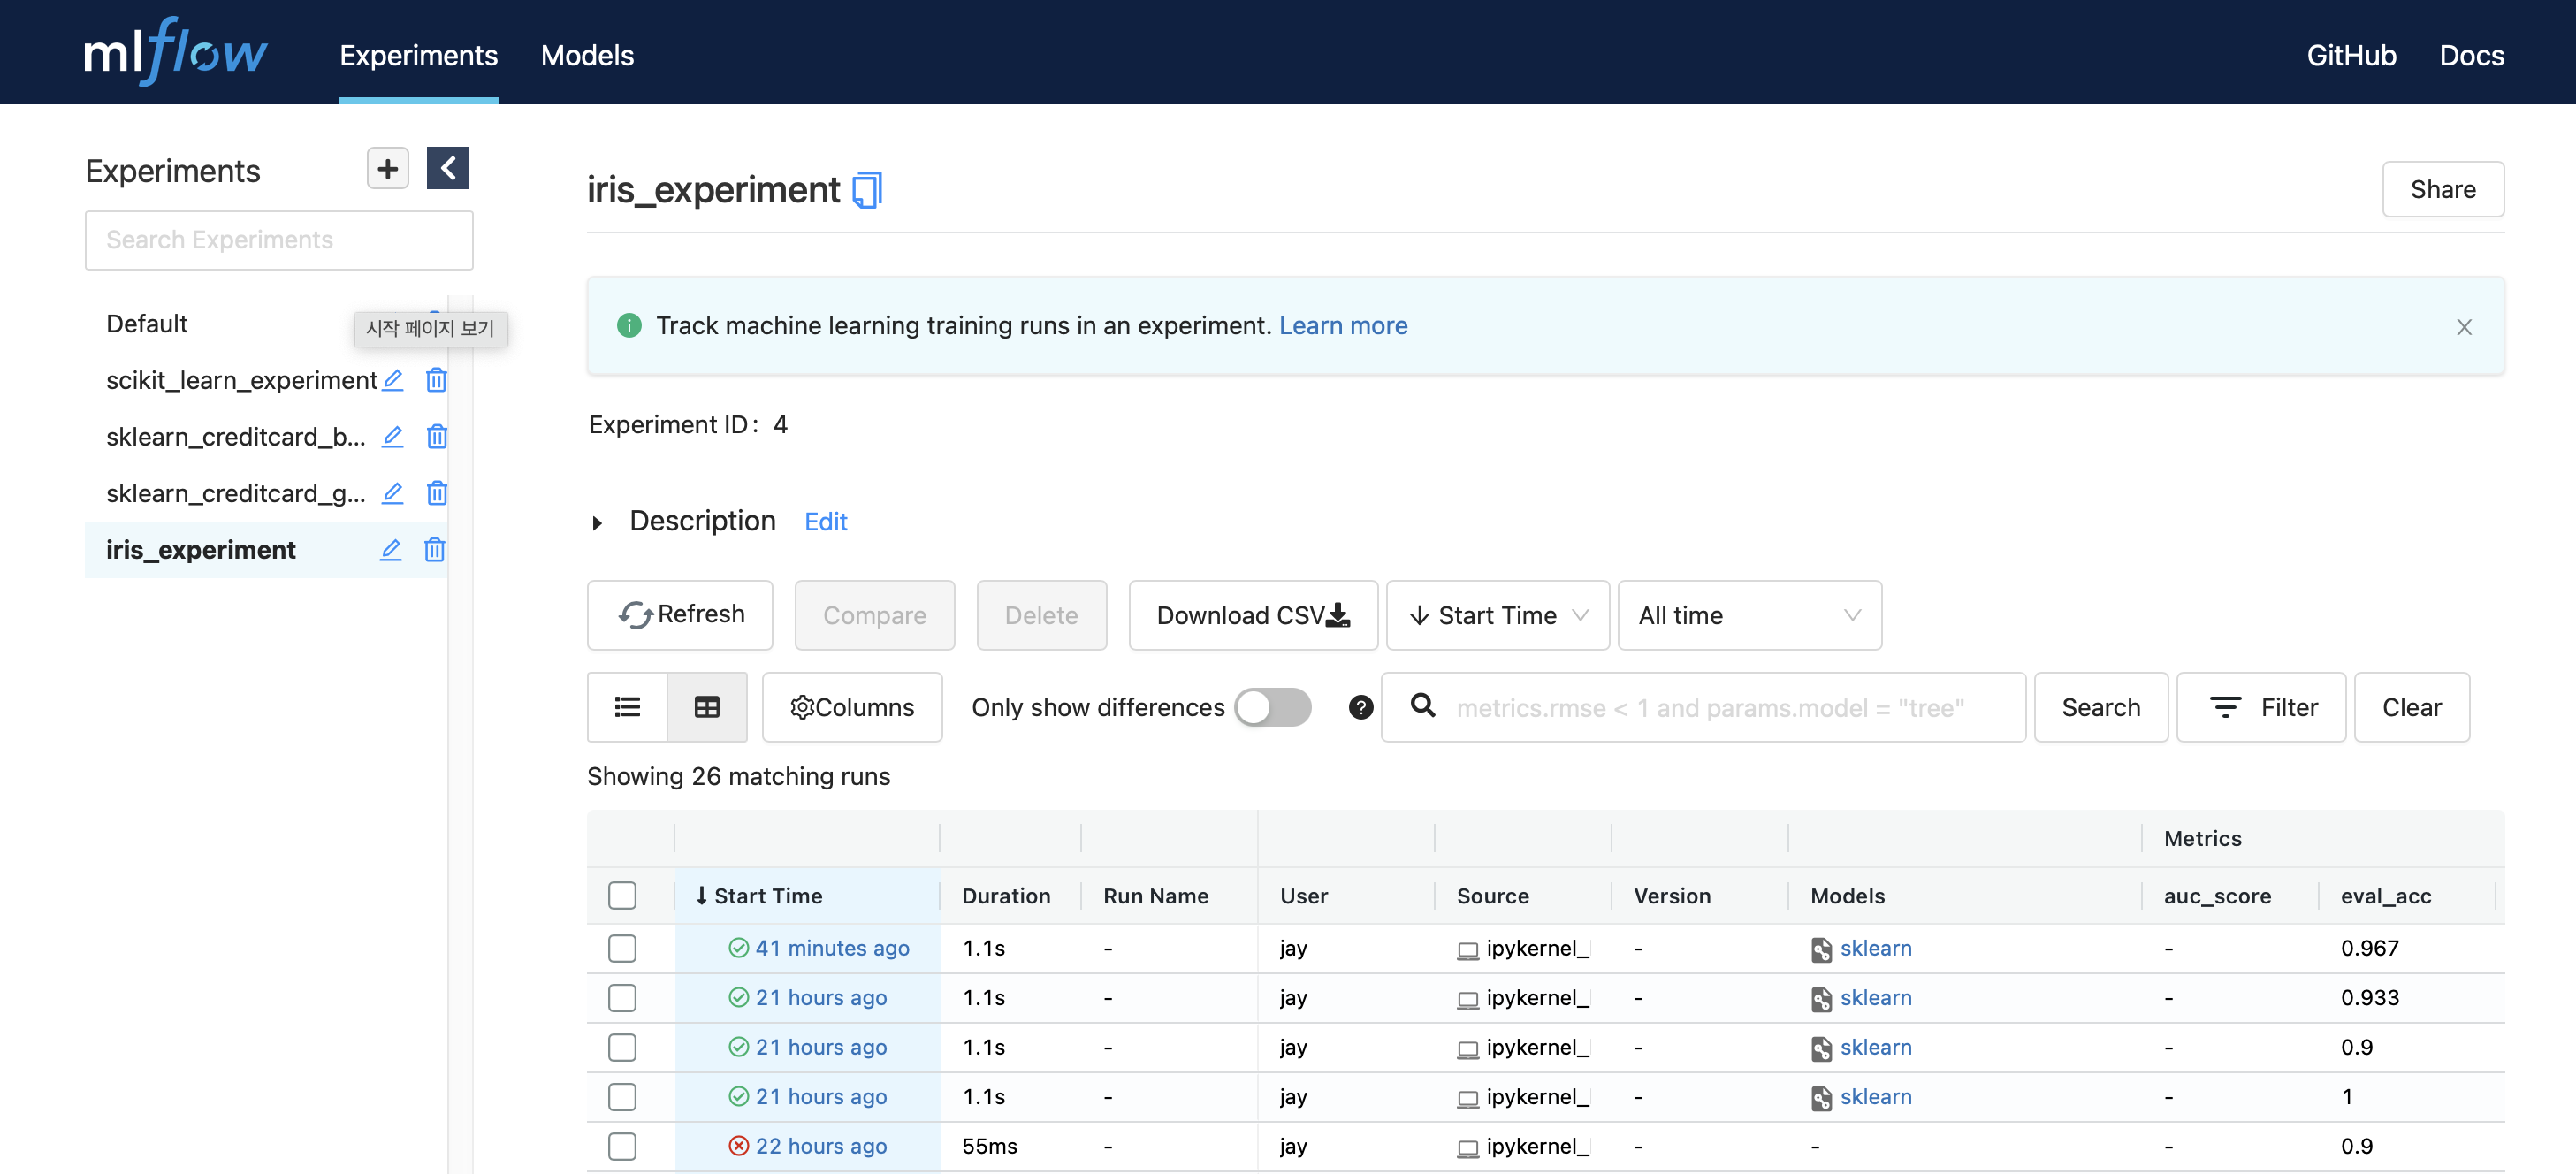 mlflow Experiments Models GitHub Docs
Experiments
Search Experiments
Default
시작 페이지 보기
scikit_learn_experiment
sklearn_creditcard_b...
sklearn_creditcard_g...
iris_experiment
iris_experiment Share
Track machine learning training runs in an experiment. Learn more
Experiment ID: 4
Description Edit
Refresh Compare Delete Download CSV Start Time All time
Columns Only show differences metrics.rmse < 1 and params.model = "tree" Search Filter Clear
Showing 26 matching runs
Metrics
↓ Start Time Duration Run Name User Source Version Models auc_score eval_acc
41 minutes ago 1.1s - jay ipykernel_ - sklearn - 0.967
21 hours ago 1.1s - jay ipykernel_ - sklearn - 0.933
21 hours ago 1.1s - jay ipykernel_ - sklearn - 0.9
21 hours ago 1.1s - jay ipykernel_ - sklearn - 1
22 hours ago 55ms - jay ipykernel_ - - - 0.9